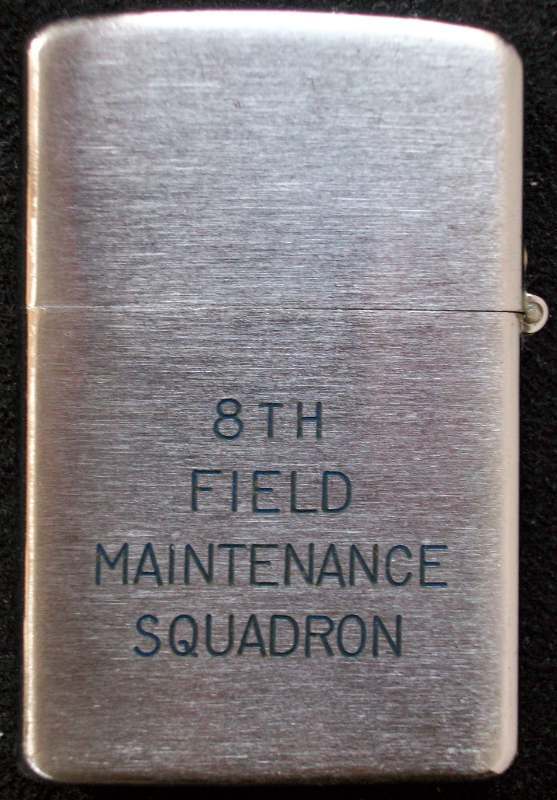 8TH
FIELD
MAINTENANCE
SQUADRON